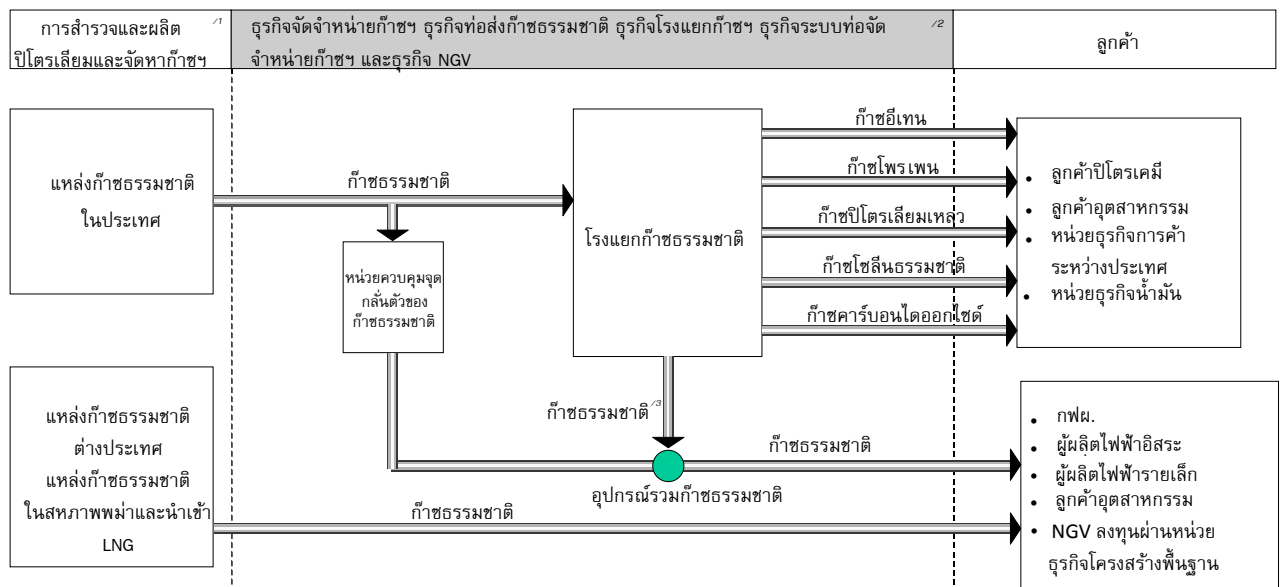 การสำรวจและผลิต /1
ปิโตรเลียมและจัดหาก๊าซฯ
ธุรกิจจัดจำหน่ายก๊าซฯ ธุรกิจท่อส่งก๊าซธรรมชาติ ธุรกิจโรงแยกก๊าซฯ ธุรกิจระบบท่อจัด /2
จำหน่ายก๊าซฯ และธุรกิจ NGV
ลูกค้า
แหล่งก๊าซธรรมชาติ
ในประเทศ
ก๊าซธรรมชาติ
หน่วยควบคุมจุด
กลั่นตัวของ
ก๊าซธรรมชาติ
โรงแยกก๊าซธรรมชาติ
ก๊าซอีเทน
ก๊าซโพรเพน
ก๊าซปิโตรเลียมเหลว
ก๊าซโซลีนธรรมชาติ
ก๊าซคาร์บอนไดออกไซด์
• ลูกค้าปิโตรเคมี
• ลูกค้าอุตสาหกรรม
• หน่วยธุรกิจการค้า
ระหว่างประเทศ
• หน่วยธุรกิจน้ำมัน
แหล่งก๊าซธรรมชาติ
ต่างประเทศ
แหล่งก๊าซธรรมชาติ
ในสหภาพพม่าและนำเข้า
LNG
ก๊าซธรรมชาติ /3
ก๊าซธรรมชาติ
อุปกรณ์รวมก๊าซธรรมชาติ
ก๊าซธรรมชาติ
• กฟผ.
• ผู้ผลิตไฟฟ้าอิสระ
• ผู้ผลิตไฟฟ้ารายเล็ก
• ลูกค้าอุตสาหกรรม
• NGV ลงทุนผ่านหน่วย
ธุรกิจโครงสร้างพื้นฐาน